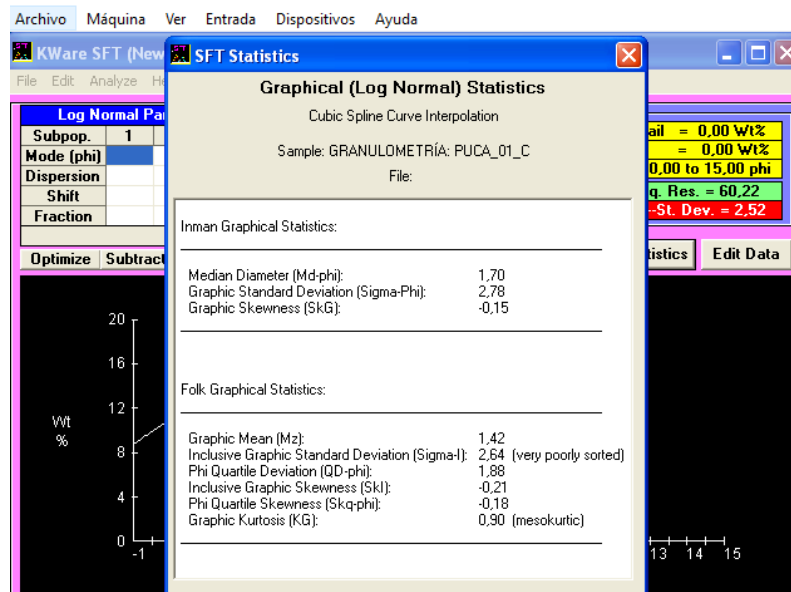 Archivo Máquina Ver Entrada Dispositivos Ayuda
KWare SFT (New
SFT Statistics
File Edit Analyze
Graphical (Log Normal) Statistics
Cubic Spline Curve Interpolation
Sample: GRANULOMETRÍA: PUCA_01_C
File:
Log Normal
Subpop. 1
Mode (phi)
Dispersion
Shift
Fraction
= 0,00 Wt%
= 0,00 Wt%
0,00 to 15,00 phi
Res. = 60,22
--St. Dev. = 2,52
Optimize
Edit Data
Inman Graphical Statistics:
Median Diameter (Md-phi): 1,70
Graphic Standard Deviation (Sigma-Phi): 2,78
Graphic Skewness (SkG): -0,15
Folk Graphical Statistics:
Graphic Mean (Mz): 1,42
Inclusive Graphic Standard Deviation (Sigma-I): 2,64 (very poorly sorted)
Phi Quartile Deviation (QD-phi): 1,88
Inclusive Graphic Skewness (SkI): -0,21
Phi Quartile Skewness (Skq-phi): -0,18
Graphic Kurtosis (KG): 0,90 (mesokurtic)
20
16
12
Wt
%
8
4
0
-1
13 14 15